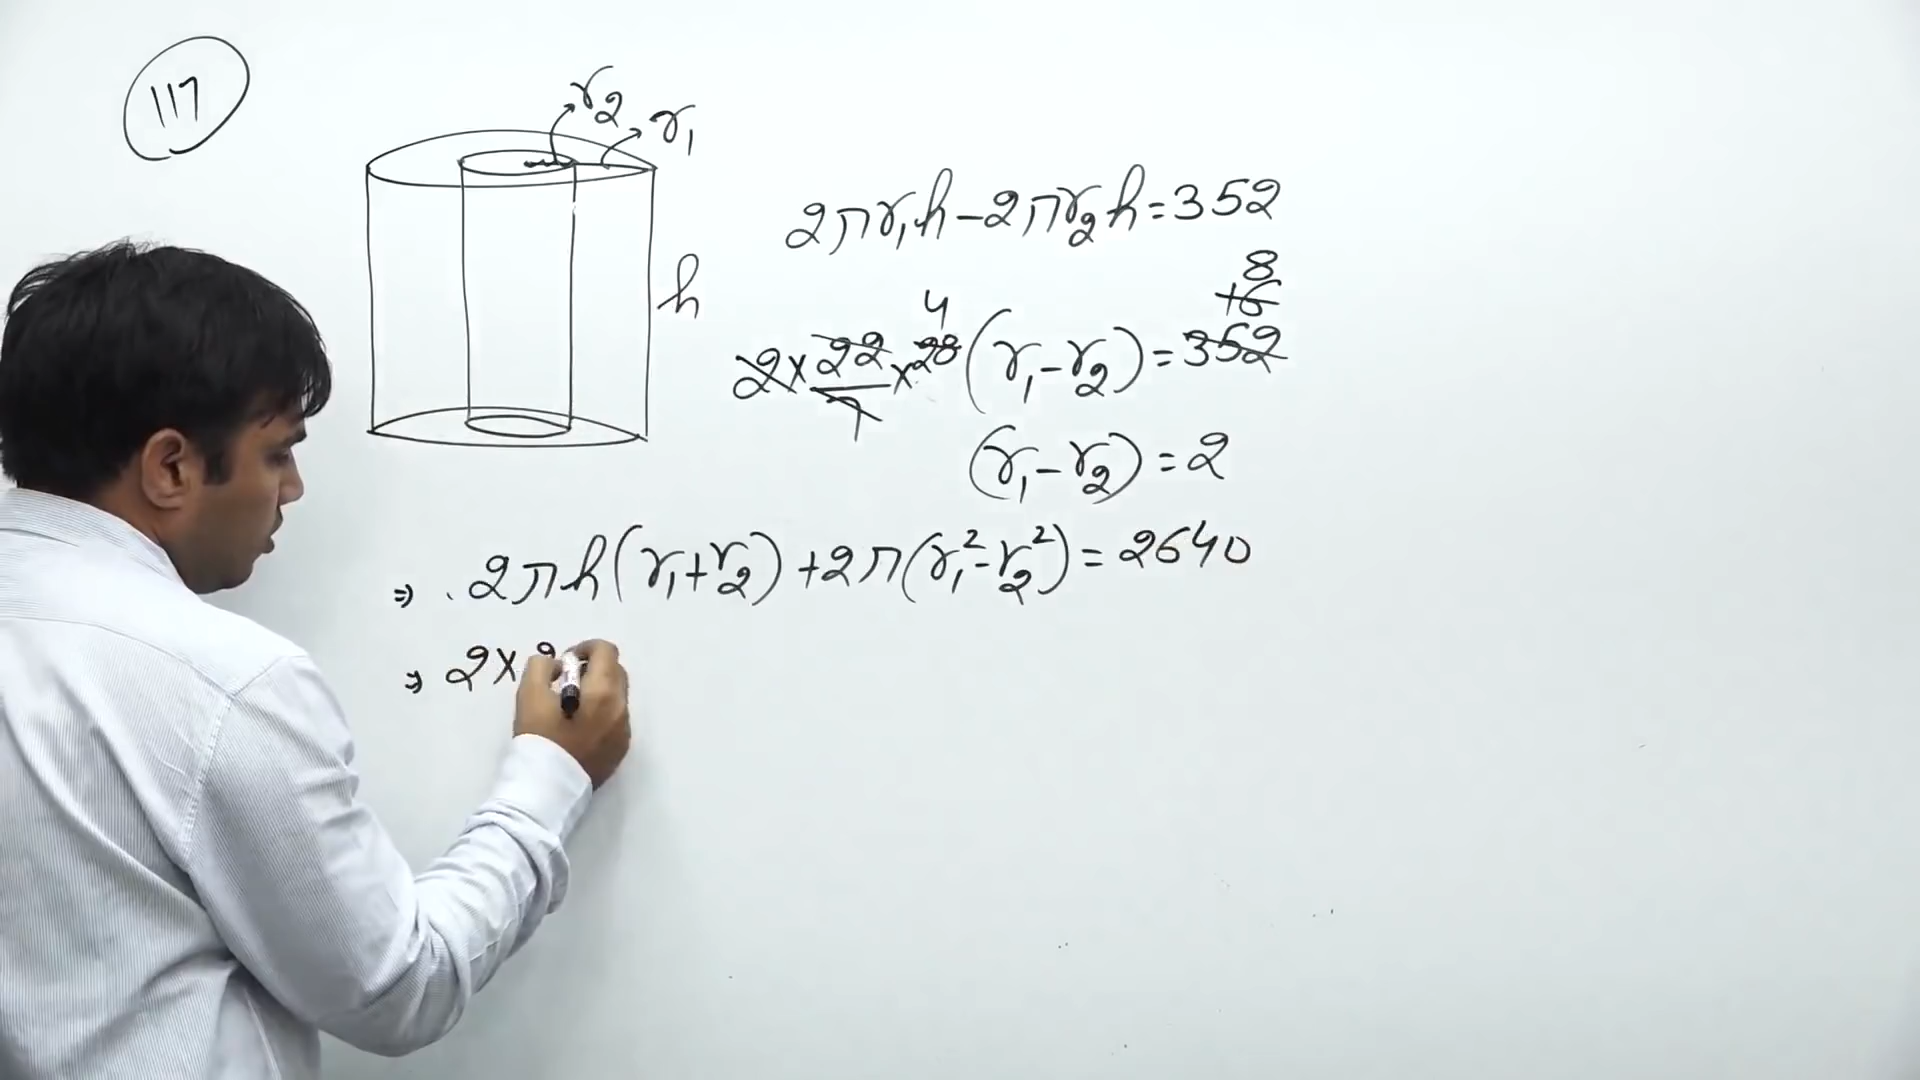 117
r₂
r₁
h
2πr₁h-2πr₂h=352
8
16
4
2×22/7×28(r₁-r₂)=352
(r₁-r₂)=2
⇒ 2πh(r₁+r₂)+2π(r₁²-r₂²)=2640
⇒ 2×